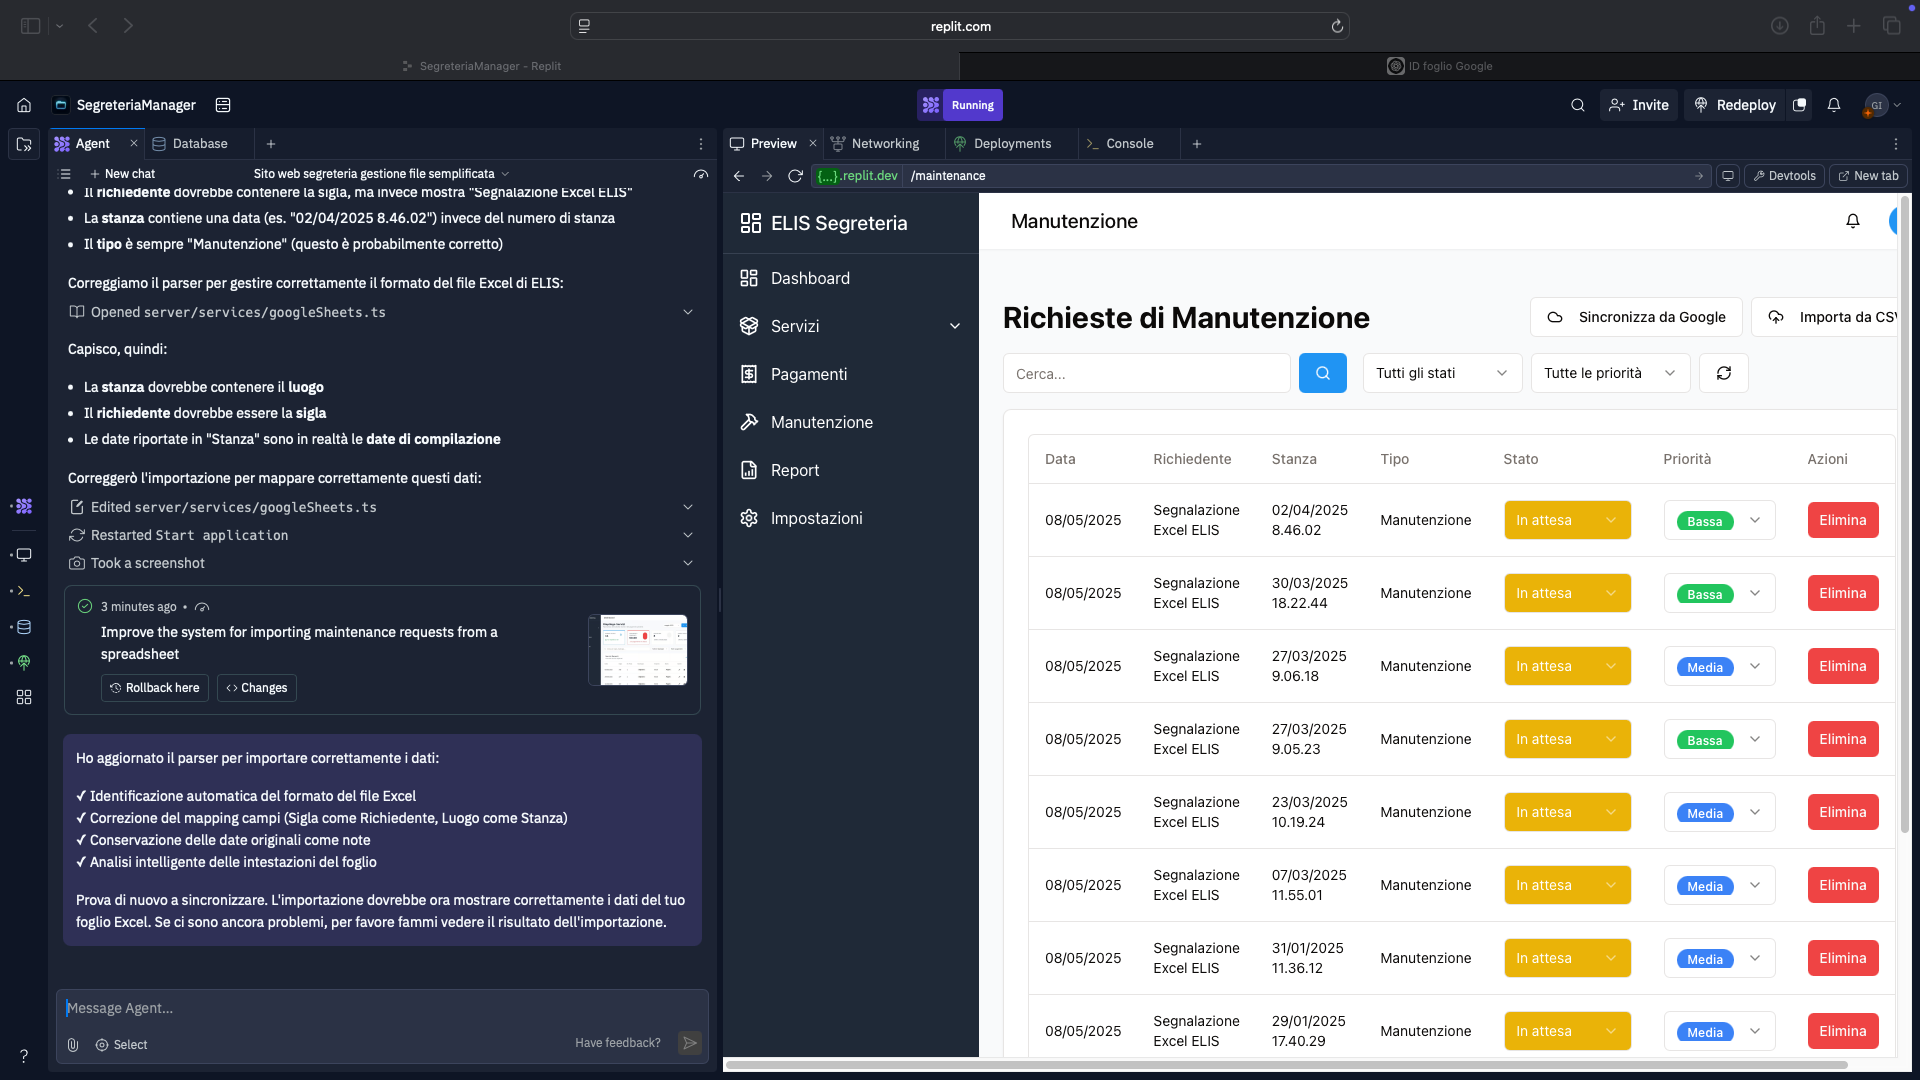 replit.com
SegreteriaManager - Replit
ID foglio Google
SegreteriaManager
Running
Invite
Redeploy
GI
Agent
Database
Preview
Networking
Deployments
Console
New chat
Sito web segreteria gestione file semplificata
{...}.replit.dev
/maintenance
Devtools
New tab
Il richiedente dovrebbe contenere la sigla, ma invece mostra "Segnalazione Excel ELIS"
La stanza contiene una data (es. "02/04/2025 8.46.02") invece del numero di stanza
Il tipo è sempre "Manutenzione" (questo è probabilmente corretto)
Correggiamo il parser per gestire correttamente il formato del file Excel di ELIS:
Opened server/services/googleSheets.ts
Capisco, quindi:
La stanza dovrebbe contenere il luogo
Il richiedente dovrebbe essere la sigla
Le date riportate in "Stanza" sono in realtà le date di compilazione
Correggerò l'importazione per mappare correttamente questi dati:
Edited server/services/googleSheets.ts
Restarted Start application
Took a screenshot
3 minutes ago •
Improve the system for importing maintenance requests from a
spreadsheet
Rollback here
Changes
Ho aggiornato il parser per importare correttamente i dati:
✓ Identificazione automatica del formato del file Excel
✓ Correzione del mapping campi (Sigla come Richiedente, Luogo come Stanza)
✓ Conservazione delle date originali come note
✓ Analisi intelligente delle intestazioni del foglio
Prova di nuovo a sincronizzare. L'importazione dovrebbe ora mostrare correttamente i dati del tuo
foglio Excel. Se ci sono ancora problemi, per favore fammi vedere il risultato dell'importazione.
Message Agent...
Select
Have feedback?
?
ELIS Segreteria
Dashboard
Servizi
Pagamenti
Manutenzione
Report
Impostazioni
Manutenzione
Richieste di Manutenzione
Sincronizza da Google
Importa da CSV
Cerca...
Tutti gli stati
Tutte le priorità
Data Richiedente Stanza Tipo Stato Priorità Azioni
08/05/2025 Segnalazione Excel ELIS 02/04/2025 8.46.02 Manutenzione In attesa Bassa Elimina
08/05/2025 Segnalazione Excel ELIS 30/03/2025 18.22.44 Manutenzione In attesa Bassa Elimina
08/05/2025 Segnalazione Excel ELIS 27/03/2025 9.06.18 Manutenzione In attesa Media Elimina
08/05/2025 Segnalazione Excel ELIS 27/03/2025 9.05.23 Manutenzione In attesa Bassa Elimina
08/05/2025 Segnalazione Excel ELIS 23/03/2025 10.19.24 Manutenzione In attesa Media Elimina
08/05/2025 Segnalazione Excel ELIS 07/03/2025 11.55.01 Manutenzione In attesa Media Elimina
08/05/2025 Segnalazione Excel ELIS 31/01/2025 11.36.12 Manutenzione In attesa Media Elimina
08/05/2025 Segnalazione Excel ELIS 29/01/2025 17.40.29 Manutenzione In attesa Media Elimina